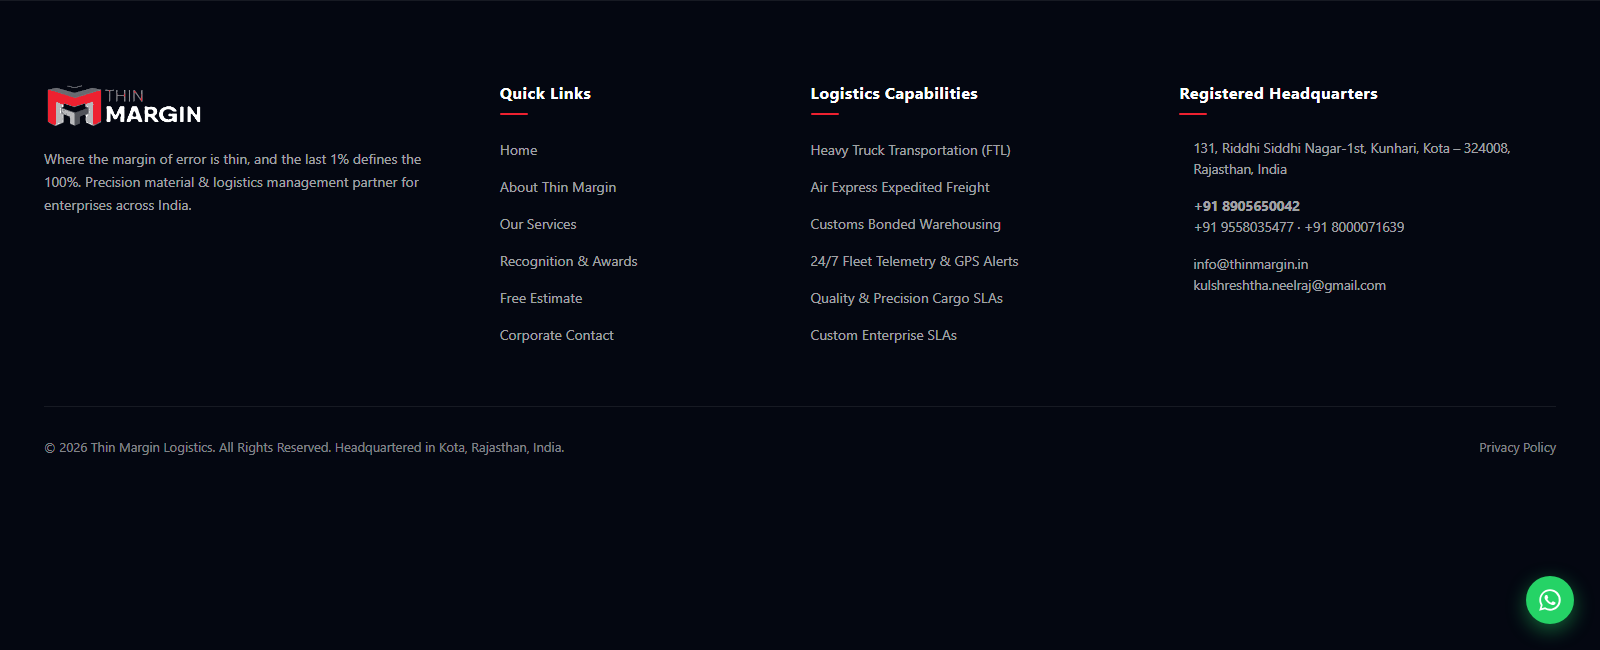 THIN
MARGIN
Where the margin of error is thin, and the last 1% defines the
100%. Precision material & logistics management partner for
enterprises across India.
Quick Links
Home
About Thin Margin
Our Services
Recognition & Awards
Free Estimate
Corporate Contact
Logistics Capabilities
Heavy Truck Transportation (FTL)
Air Express Expedited Freight
Customs Bonded Warehousing
24/7 Fleet Telemetry & GPS Alerts
Quality & Precision Cargo SLAs
Custom Enterprise SLAs
Registered Headquarters
131, Riddhi Siddhi Nagar-1st, Kunhari, Kota – 324008,
Rajasthan, India
+91 8905650042
+91 9558035477 · +91 8000071639
info@thinmargin.in
kulshreshtha.neelraj@gmail.com
© 2026 Thin Margin Logistics. All Rights Reserved. Headquartered in Kota, Rajasthan, India.
Privacy Policy